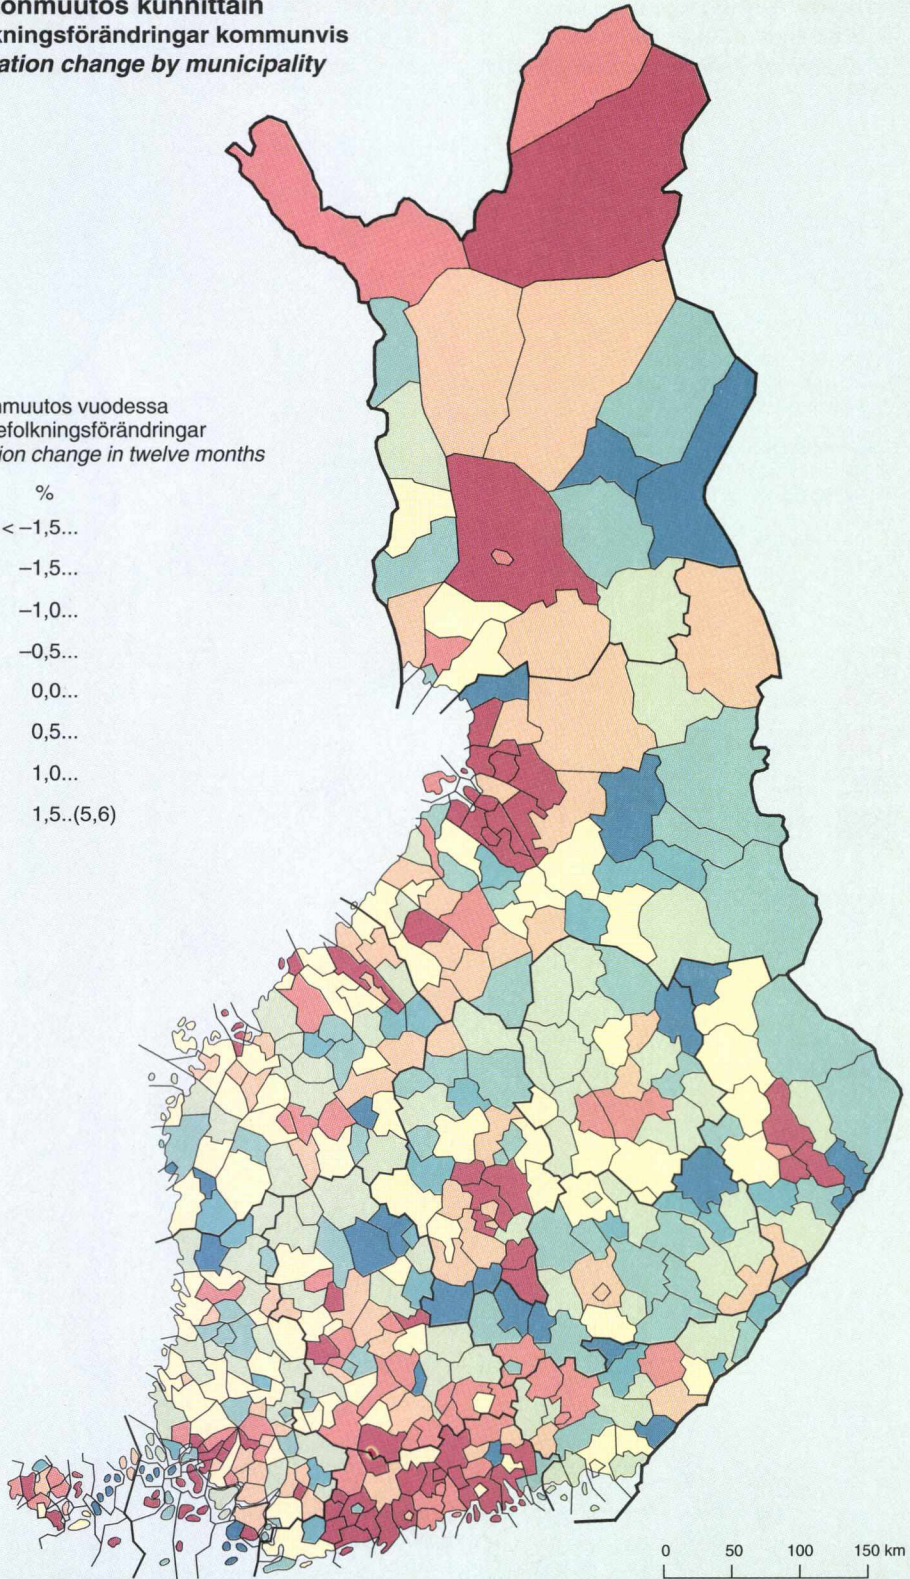 onmuutos kunnittain
kningsförändringar kommunvis
ation change by municipality
muutos vuodessa
efolkningsförändringar
ion change in twelve months
%
< –1,5...
–1,5...
–1,0...
–0,5...
0,0...
0,5...
1,0...
1,5..(5,6)
0 50 100 150 km